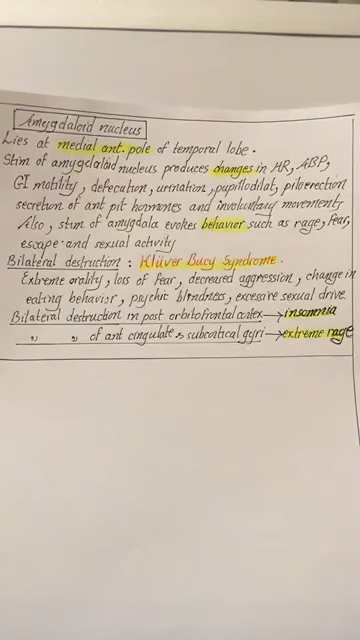 Amygdaloid nucleus
Lies at medial ant. pole of temporal lobe.
Stim of amygdaloid nucleus produces changes in HR, ABP,
GI motility, defecation, urination, pupillodilat, piloerection
secretion of ant pit hormones and involuntary movement
Also, stim of amygdala evokes behavior such as rage, fear,
escape and sexual activity
Bilateral destruction : Klüver Bucy Syndrome.
Extreme orality, loss of fear, decreased aggression, change in
eating behavior, psychic blindness, excessive sexual drive.
Bilateral destruction in post orbitofrontal cortex → insomnia
" " of ant cingulate & subcortical gyri → extreme rage